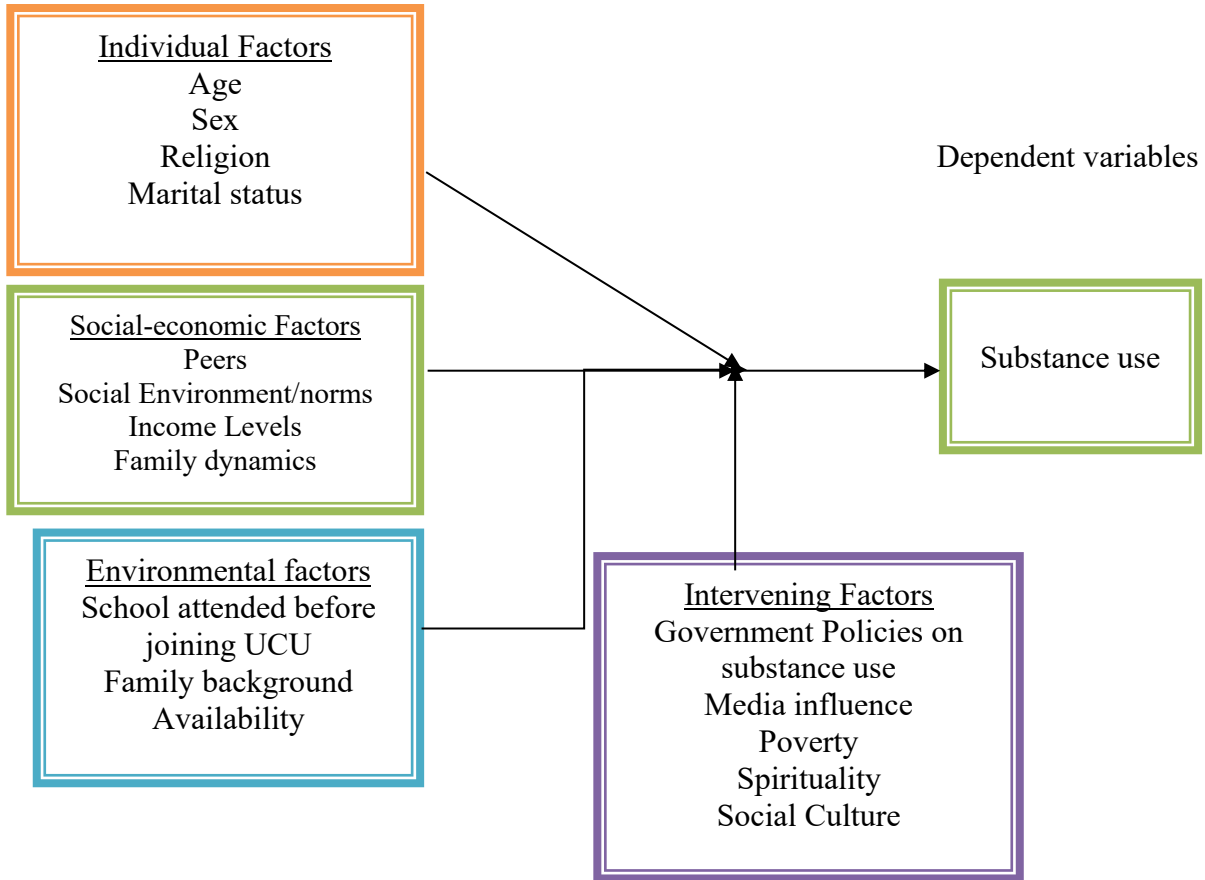 Individual Factors
Age
Sex
Religion
Marital status
Dependent variables
Social-economic Factors
Peers
Social Environment/norms
Income Levels
Family dynamics
Substance use
Environmental factors
School attended before
joining UCU
Family background
Availability
Intervening Factors
Government Policies on
substance use
Media influence
Poverty
Spirituality
Social Culture